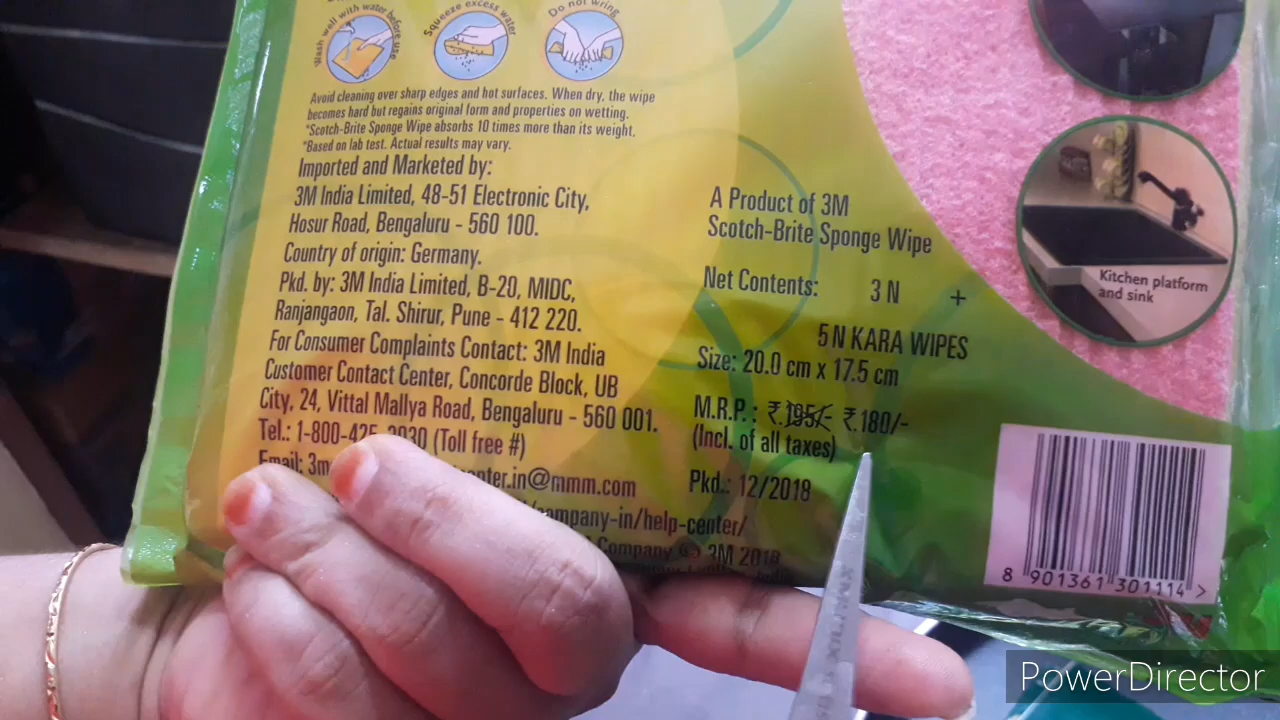 Wash well with water before use
Squeeze excess water
Do not wring
Avoid cleaning over sharp edges and hot surfaces. When dry, the wipe
becomes hard but regains original form and properties on wetting.
*Scotch-Brite Sponge Wipe absorbs 10 times more than its weight.
*Based on lab test. Actual results may vary.
Imported and Marketed by:
3M India Limited, 48-51 Electronic City,
Hosur Road, Bengaluru - 560 100.
Country of origin: Germany.
Pkd. by: 3M India Limited, B-20, MIDC,
Ranjangaon, Tal. Shirur, Pune - 412 220.
For Consumer Complaints Contact: 3M India
Customer Contact Center, Concorde Block, UB
City, 24, Vittal Mallya Road, Bengaluru - 560 001.
Tel.: 1-800-425- (Toll free #)
Email: 3m nter.in@mmm.com
company-in/help-center/
Company © 3M 2018
A Product of 3M
Scotch-Brite Sponge Wipe
Net Contents: 3 N +
5 N KARA WIPES
Size: 20.0 cm x 17.5 cm
M.R.P.: ₹.195/- ₹.180/-
(Incl. of all taxes)
Pkd.: 12/2018
Kitchen platform
and sink
8 901361 301114 >
PowerDirector